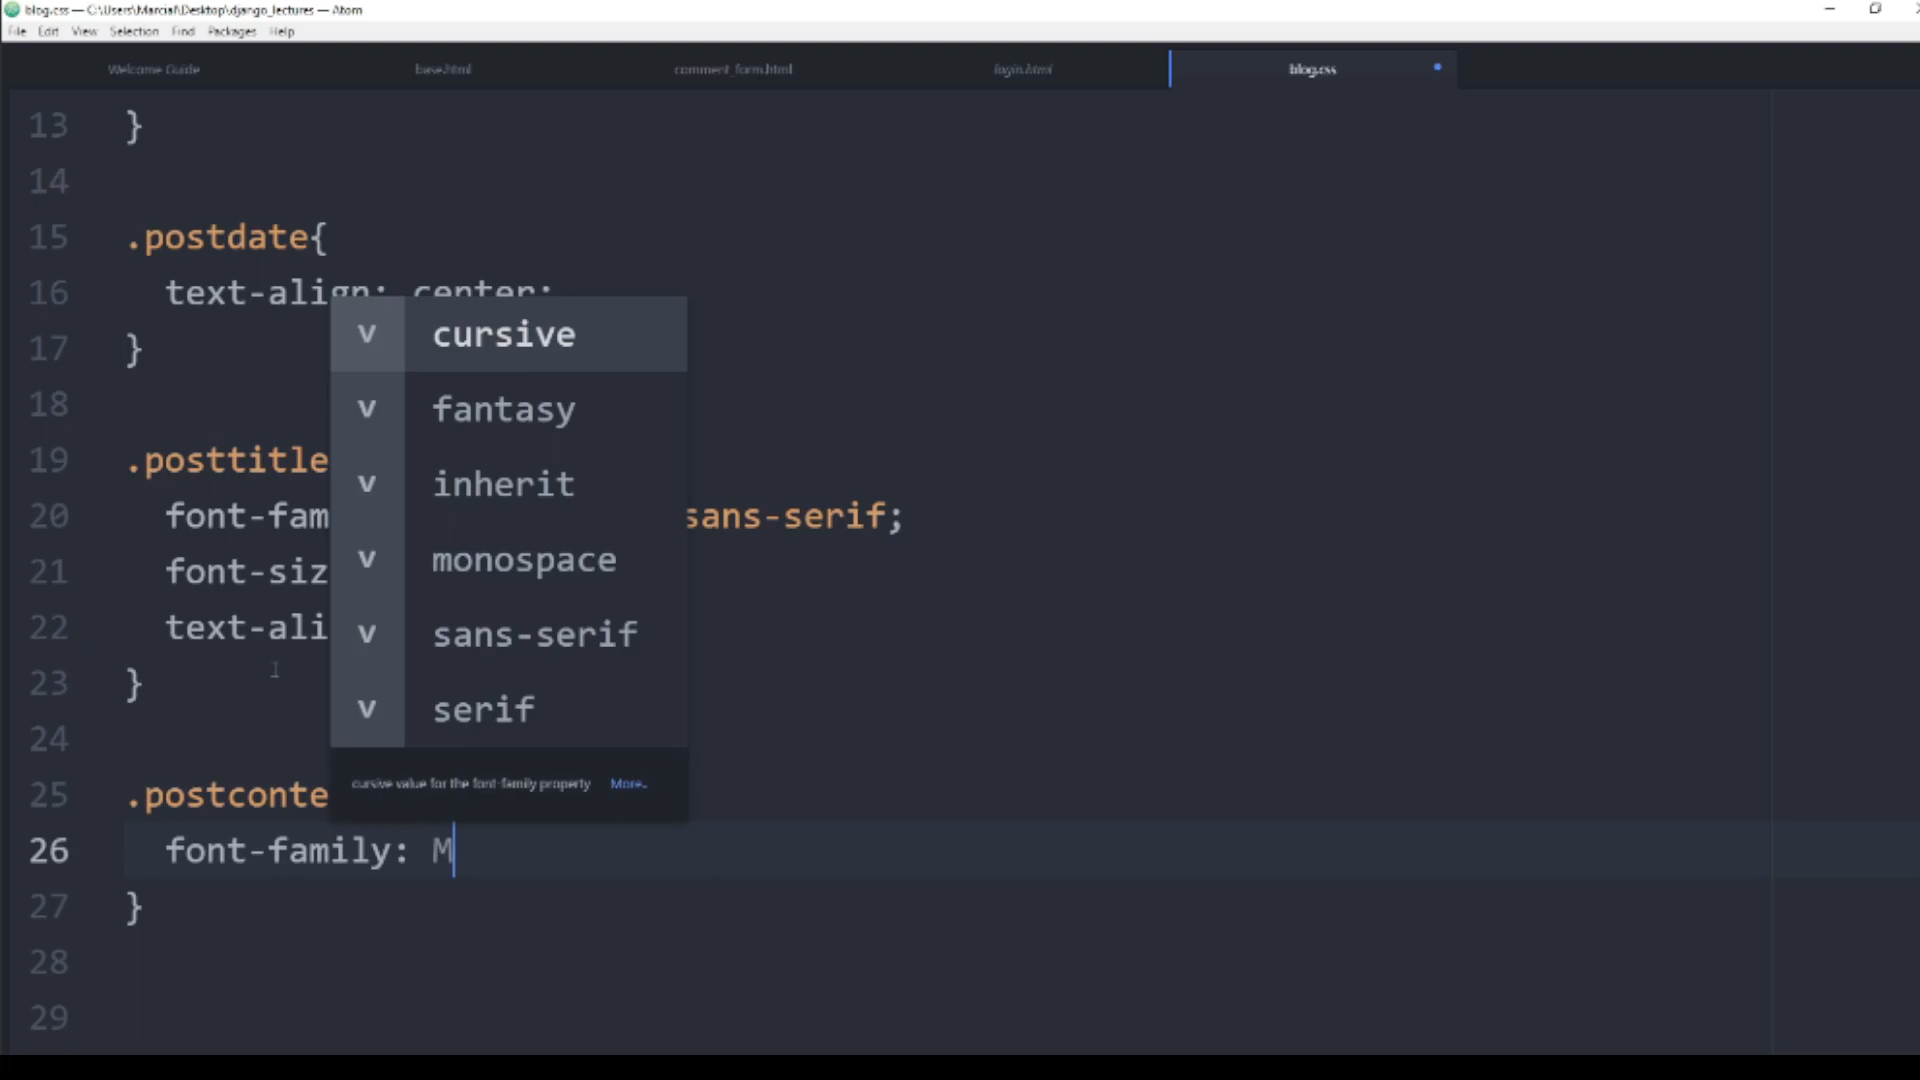 blog.css — C:\Users\Marcial\Desktop\django_lectures — Atom
File Edit View Selection Find Packages Help
Welcome Guide base.html comment_form.html login.html blog.css
13 }
14
15 .postdate{
16 text-align: center;
17 }
18
19 .posttitle
20 font-fam sans-serif;
21 font-siz
22 text-ali
23 }
24
25 .postconte
26 font-family: M
27 }
28
29
v cursive
v fantasy
v inherit
v monospace
v sans-serif
v serif
cursive value for the font-family property More..